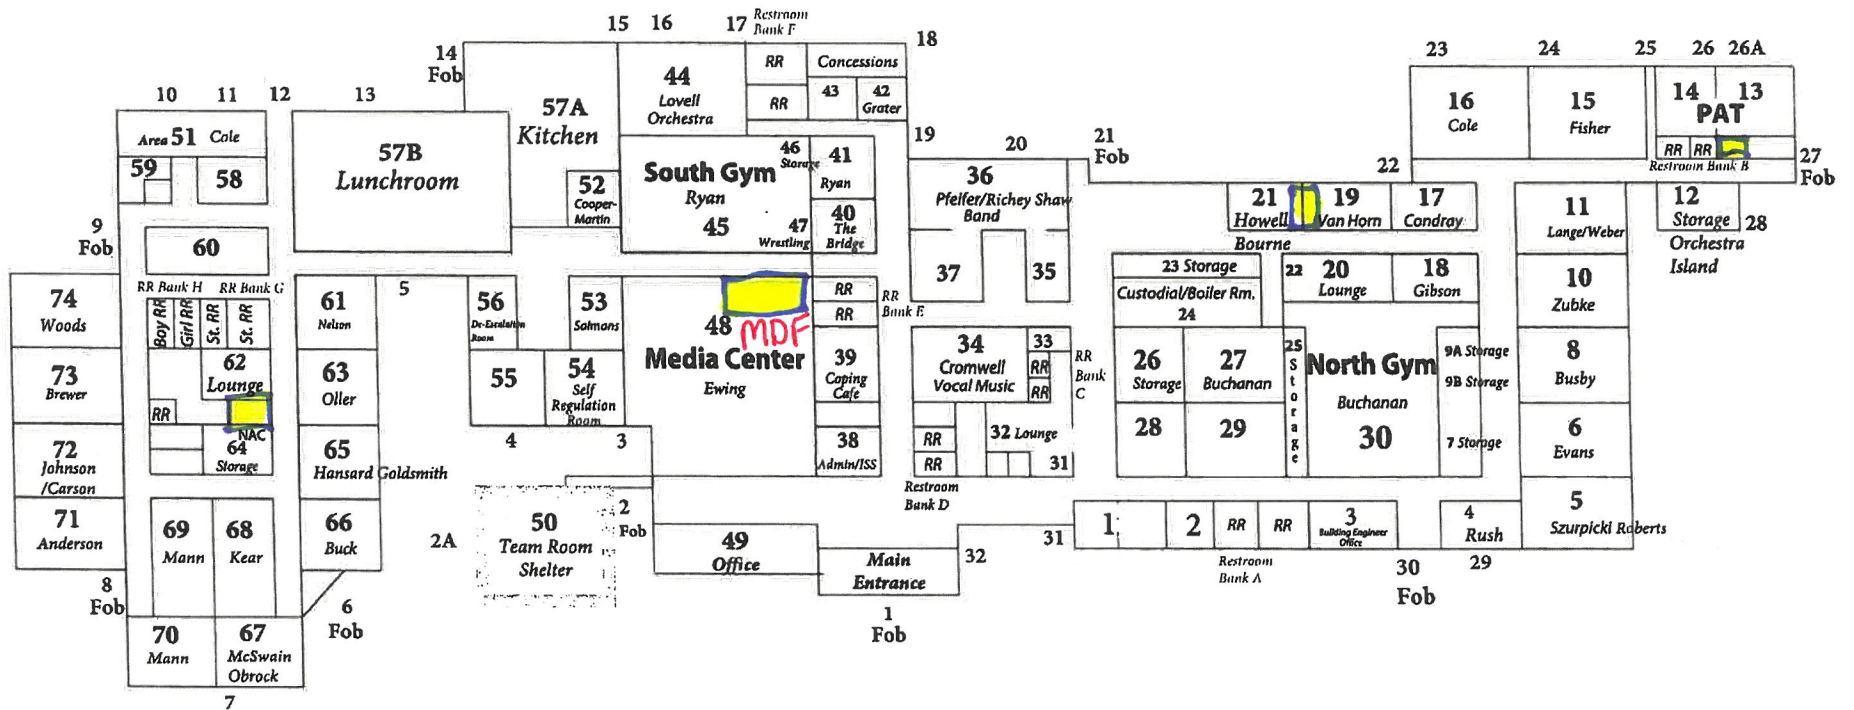 15 16 17 Restroom
Bank F
14
Fob
18
23 24 25 26 26A
RR Concessions
44
Lovell
Orchestra
RR 43 42
Grater
57A
Kitchen
10 11 12 13
Area 51 Cole
59 58
57B
Lunchroom
52
Cooper-
Martin
46
Storage
South Gym
Ryan
45
47
Wrestling
41
Ryan
40
The
Bridge
19 20 21
Fob
36
Pfeifer/Richey Shaw
Band
37 35
16
Cole
15
Fisher
14 13
PAT
RR RR
Restroom Bank B
27
Fob
22
21
Howell
Bourne
19
Van Horn
17
Condray
11
Lange/Weber
12
Storage
28
Orchestra
Island
9
Fob
60
RR Bank H RR Bank G
Boy RR
Girl RR
St. RR
St. RR
74
Woods
61
Nelson
5
56
De-Escalation
Room
53
Salmans
48 MDF
Media Center
Ewing
RR
RR
RR
Bank E
23 Storage
Custodial/Boiler Rm.
24
22 20
Lounge
18
Gibson
10
Zubke
73
Brewer
62
Lounge
RR
NAC
64
Storage
63
Oller
55
54
Self
Regulation
Room
39
Coping
Cafe
34
Cromwell
Vocal Music
33
RR
RR
RR
Bank
C
26
Storage
27
Buchanan
25
Storage
North Gym
Buchanan
30
9A Storage
9B Storage
7 Storage
8
Busby
72
Johnson
/Carson
65
Hansard Goldsmith
4 3
38
Admin/ISS
RR
RR
32 Lounge
31
Restroom
Bank D
28 29
6
Evans
71
Anderson
69
Mann
68
Kear
66
Buck
2A
50
Team Room
Shelter
2
Fob
49
Office
Main
Entrance
32
31
1 2 RR RR
3
Building Engineer
Office
4
Rush
5
Szurpicki Roberts
Restroom
Bank A
30
Fob
29
8
Fob
6
Fob
1
Fob
70
Mann
67
McSwain
Obrock
7